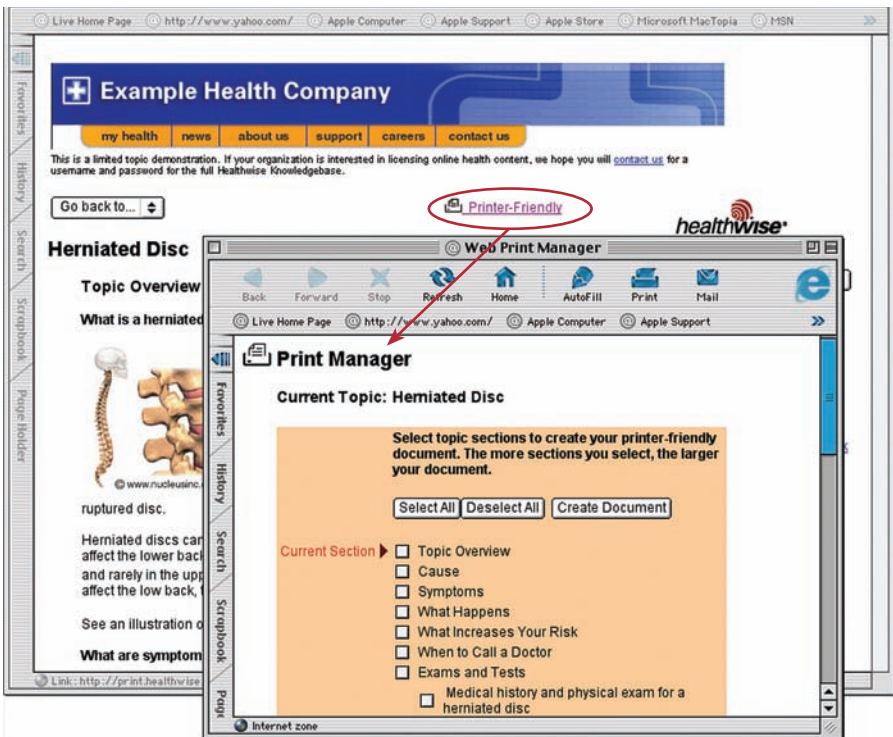 Live Home Page http://www.yahoo.com/ Apple Computer Apple Support Apple Store Microsoft MacTopia MSN
Favorites
History
Search
Scrapbook
Page Holder
Example Health Company
my health news about us support careers contact us
This is a limited topic demonstration. If your organization is interested in licensing online health content, we hope you will contact us for a
username and password for the full Healthwise Knowledgebase.
Go back to...
Printer-Friendly
healthwise
Herniated Disc
Topic Overview
What is a herniated
© www.nucleusinc.
ruptured disc.
Herniated discs can
affect the lower back
and rarely in the upp
affect the low back,
See an illustration o
What are symptom
Link: http://print.healthwise
Web Print Manager
Back Forward Stop Refresh Home AutoFill Print Mail
Live Home Page http://www.yahoo.com/ Apple Computer Apple Support
Favorites
History
Search
Scrapbook
Page
Print Manager
Current Topic: Herniated Disc
Select topic sections to create your printer-friendly
document. The more sections you select, the larger
your document.
Select All Deselect All Create Document
Current Section Topic Overview
Cause
Symptoms
What Happens
What Increases Your Risk
When to Call a Doctor
Exams and Tests
Medical history and physical exam for a
herniated disc
Internet zone